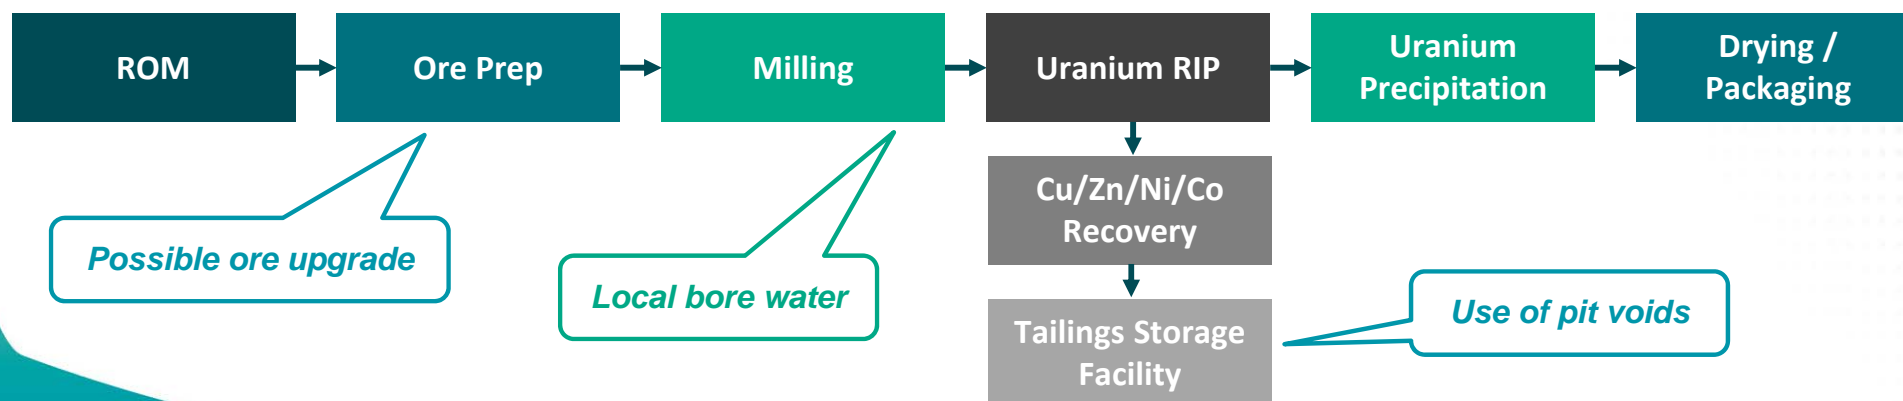 ROM
Ore Prep
Milling
Uranium RIP
Uranium
Precipitation
Drying /
Packaging
Possible ore upgrade
Local bore water
Cu/Zn/Ni/Co
Recovery
Tailings Storage
Facility
Use of pit voids